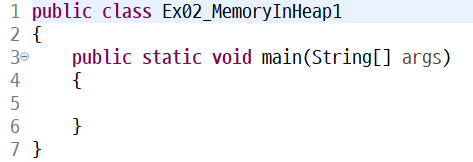 1 public class Ex02_MemoryInHeap1
2 {
3 public static void main(String[] args)
4 {
5
6 }
7 }